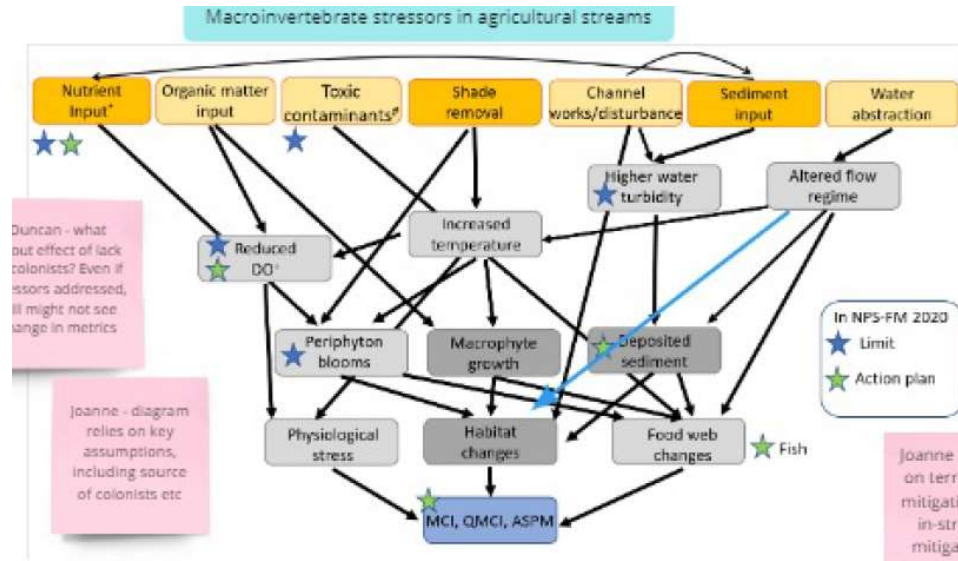 Macroinvertebrate stressors in agricultural streams
Nutrient
Input⁺
Organic matter
input
Toxic
contaminants#
Shade
removal
Channel
works/disturbance
Sediment
input
Water
abstraction
Higher water
turbidity
Altered flow
regime
Duncan - what
out effect of lack
colonists? Even if
essors addressed,
ill might not see
hange in metrics
Reduced
DO⁺
Increased
temperature
In NPS-FM 2020
Limit
Action plan
Periphyton
blooms
Macrophyte
growth
Deposited
sediment
Joanne - diagram
relies on key
assumptions,
including source
of colonists etc
Physiological
stress
Habitat
changes
Food web
changes
Fish
Joanne
on terr
mitigati
in-str
mitiga
MCI, QMCI, ASPM